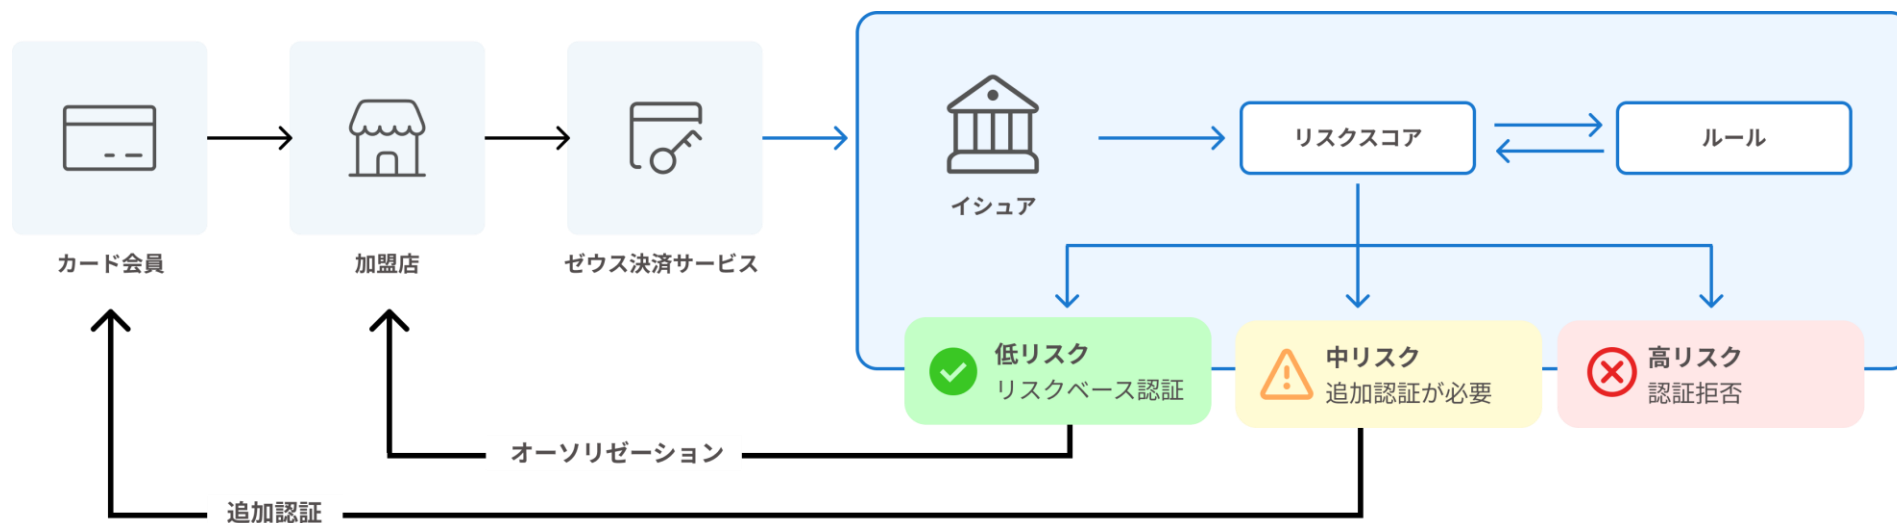 カード会員
加盟店
ゼウス決済サービス
イシュア
リスクスコア
ルール
低リスク
リスクベース認証
中リスク
追加認証が必要
高リスク
認証拒否
オーソリゼーション
追加認証